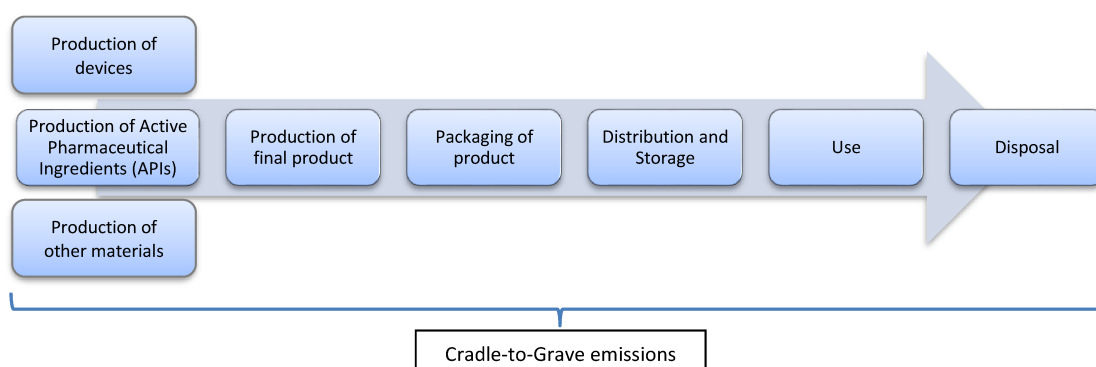 Production of
devices
Production of Active
Pharmaceutical
Ingredients (APIs)
Production of
other materials
Production of
final product
Packaging of
product
Distribution and
Storage
Use
Disposal
Cradle-to-Grave emissions